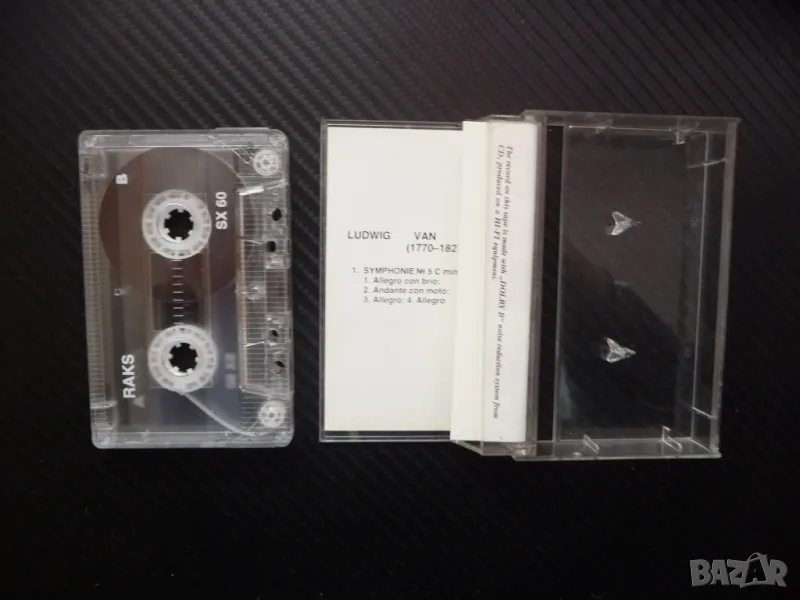 B
SX 60
RAKS
A
LUDWIG VAN
(1770–182
1. SYMPHONIE № 5 C min
1. Allegro con brio;
2. Andante con moto;
3. Allegro; 4. Allegro
The record on this tape is made with „DOLBY B“ noise reduction system from
CD, produced on a HI-FI equipment.
BAZAR